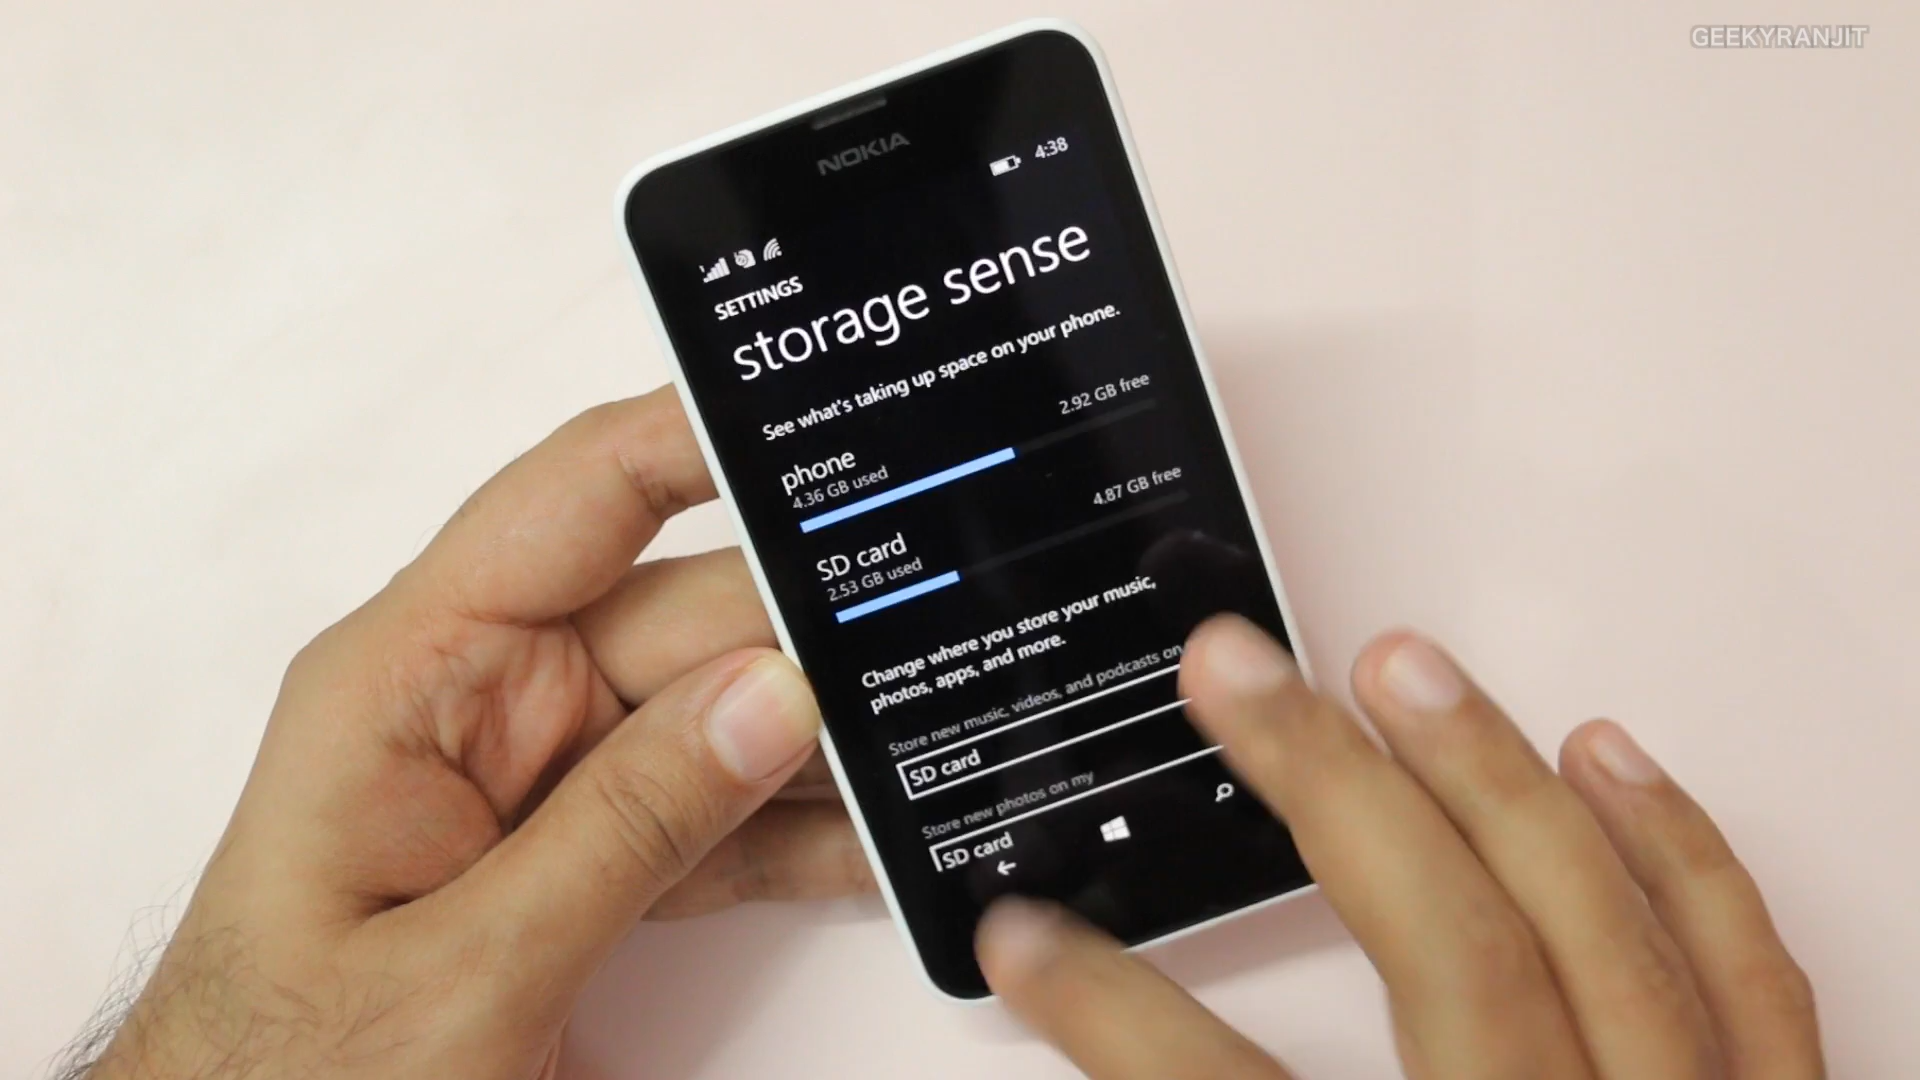 GEEKYRANJIT
NOKIA
4:38
SETTINGS
storage sense
See what's taking up space on your phone.
2.92 GB free
phone
4.36 GB used
4.87 GB free
SD card
2.53 GB used
Change where you store your music,
photos, apps, and more.
Store new music, videos, and podcasts on
SD card
Store new photos on my
SD card